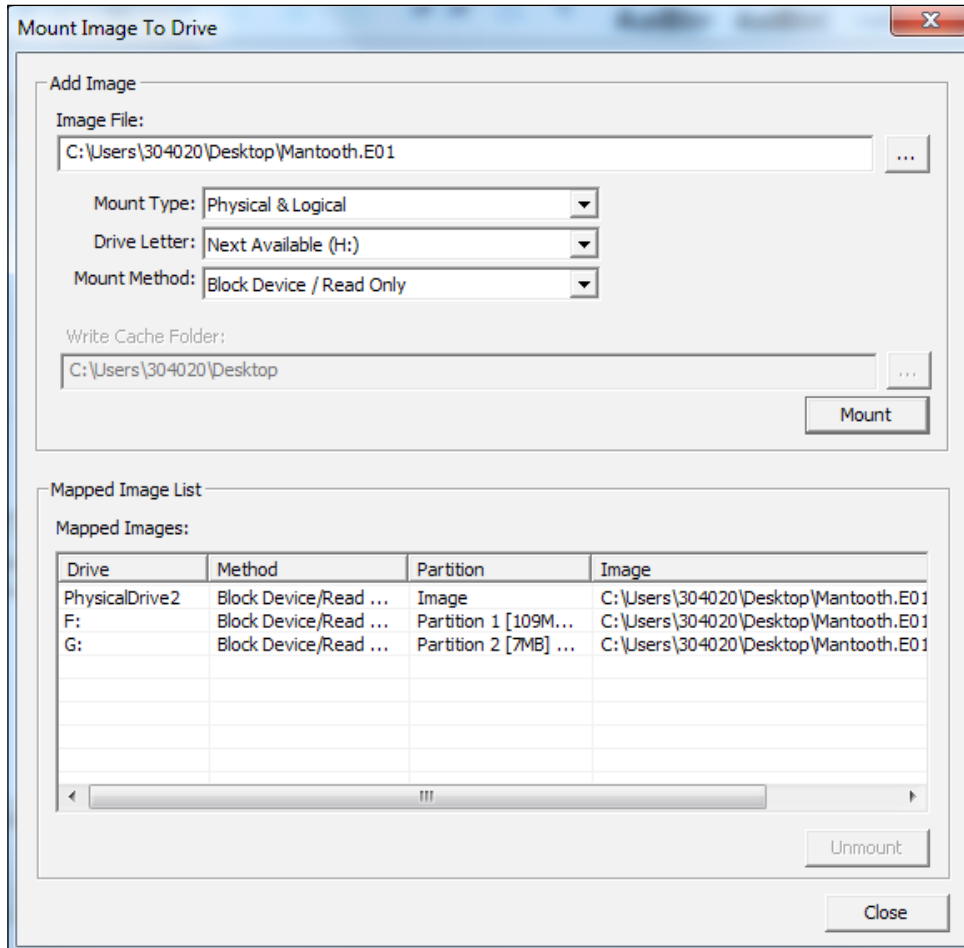 Mount Image To Drive
Add Image
Image File:
C:\Users\304020\Desktop\Mantooth.E01
...
Mount Type: Physical & Logical
Drive Letter: Next Available (H:)
Mount Method: Block Device / Read Only
Write Cache Folder:
C:\Users\304020\Desktop
...
Mount
Mapped Image List
Mapped Images:
Drive Method Partition Image
PhysicalDrive2 Block Device/Read ... Image C:\Users\304020\Desktop\Mantooth.E01
F: Block Device/Read ... Partition 1 [109M... C:\Users\304020\Desktop\Mantooth.E01
G: Block Device/Read ... Partition 2 [7MB] ... C:\Users\304020\Desktop\Mantooth.E01
Unmount
Close